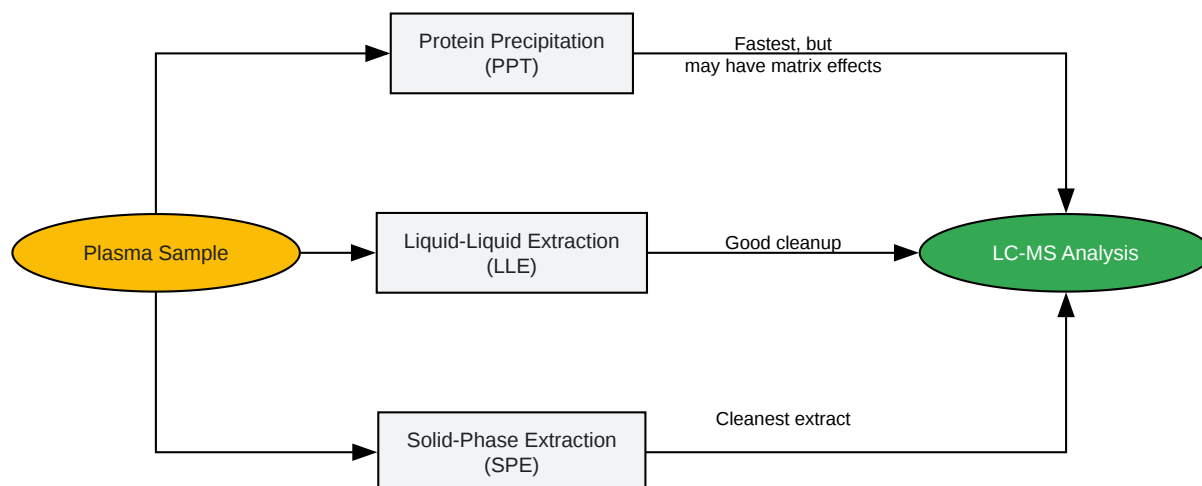 Protein Precipitation
(PPT)
Fastest, but
may have matrix effects
Plasma Sample
Liquid-Liquid Extraction
(LLE)
Good cleanup
LC-MS Analysis
Solid-Phase Extraction
(SPE)
Cleanest extract